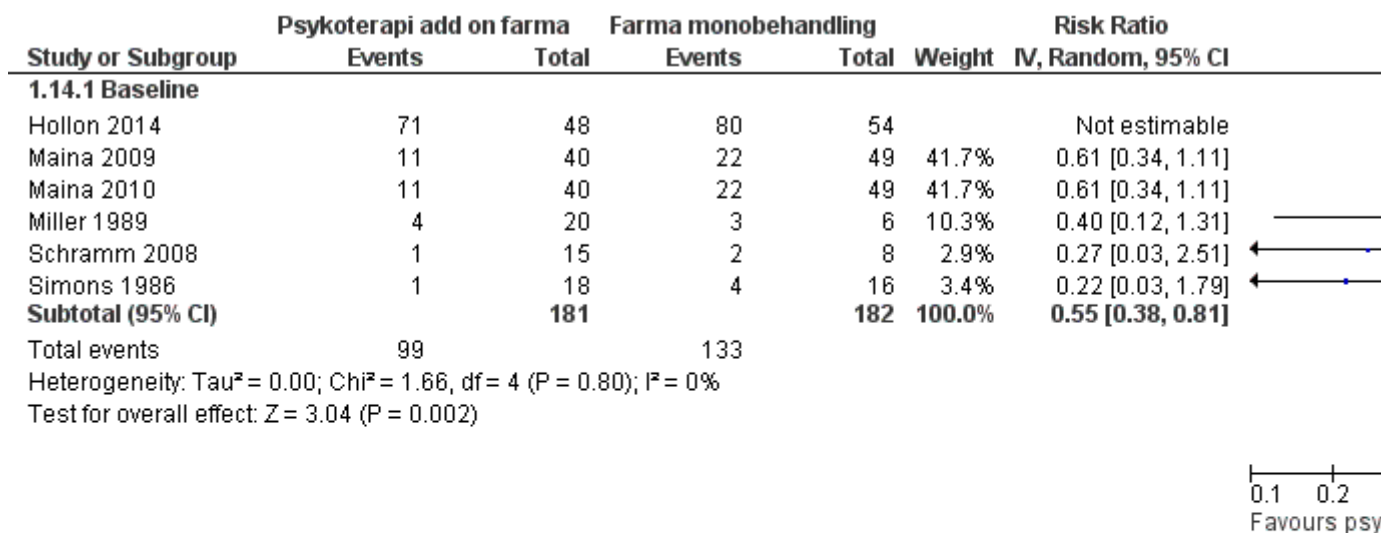 Psykoterapi add on farma Farma monobehandling Risk Ratio
Study or Subgroup Events Total Events Total Weight IV, Random, 95% CI
1.14.1 Baseline
Hollon 2014 71 48 80 54 Not estimable
Maina 2009 11 40 22 49 41.7% 0.61 [0.34, 1.11]
Maina 2010 11 40 22 49 41.7% 0.61 [0.34, 1.11]
Miller 1989 4 20 3 6 10.3% 0.40 [0.12, 1.31]
Schramm 2008 1 15 2 8 2.9% 0.27 [0.03, 2.51]
Simons 1986 1 18 4 16 3.4% 0.22 [0.03, 1.79]
Subtotal (95% CI) 181 182 100.0% 0.55 [0.38, 0.81]
Total events 99 133
Heterogeneity: Tau² = 0.00; Chi² = 1.66, df = 4 (P = 0.80); I² = 0%
Test for overall effect: Z = 3.04 (P = 0.002)
0.1 0.2
Favours psy